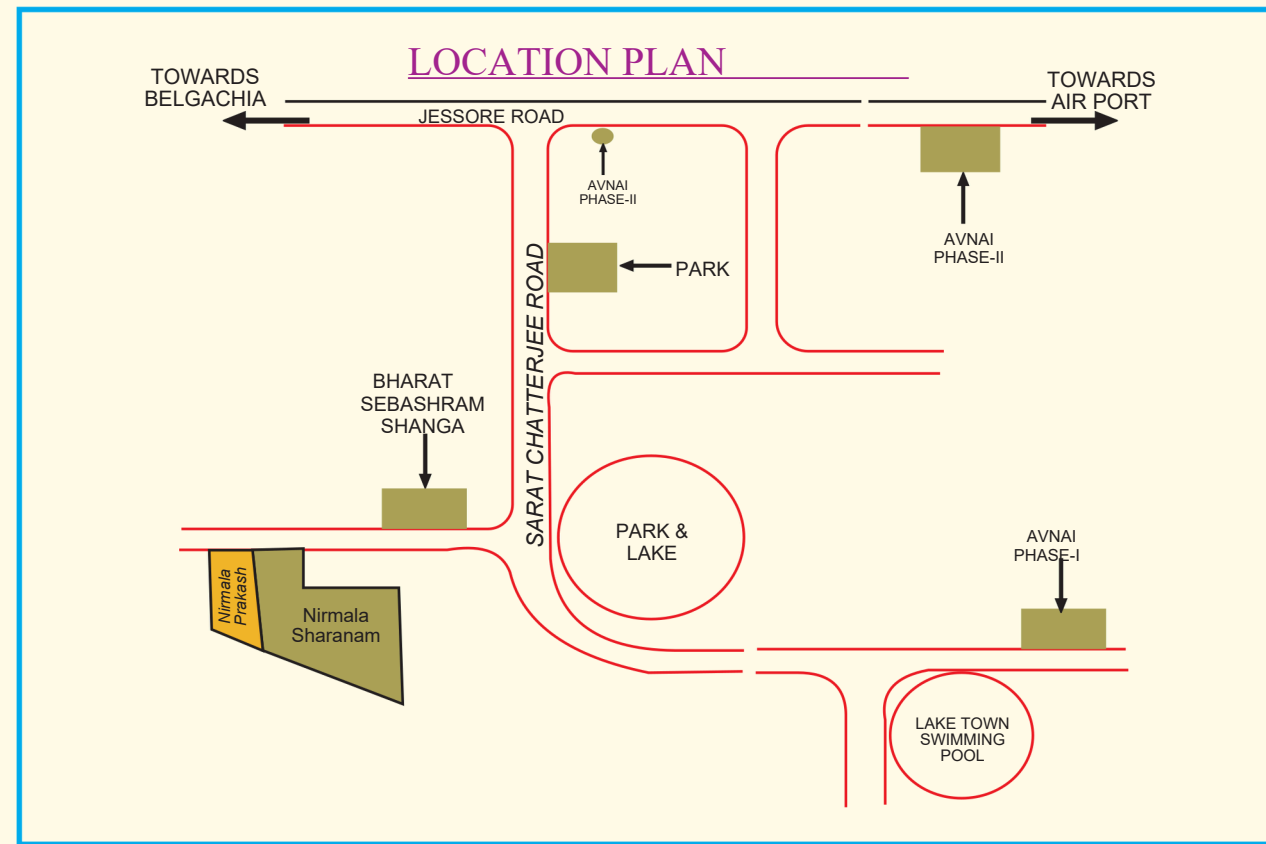 LOCATION PLAN
TOWARDS
BELGACHIA
TOWARDS
AIR PORT
JESSORE ROAD
AVNAI
PHASE-II
AVNAI
PHASE-II
PARK
SARAT CHATTERJEE ROAD
BHARAT
SEBASHRAM
SHANGA
PARK &
LAKE
AVNAI
PHASE-I
Nirmala
Prakash
Nirmala
Sharanam
LAKE TOWN
SWIMMING
POOL